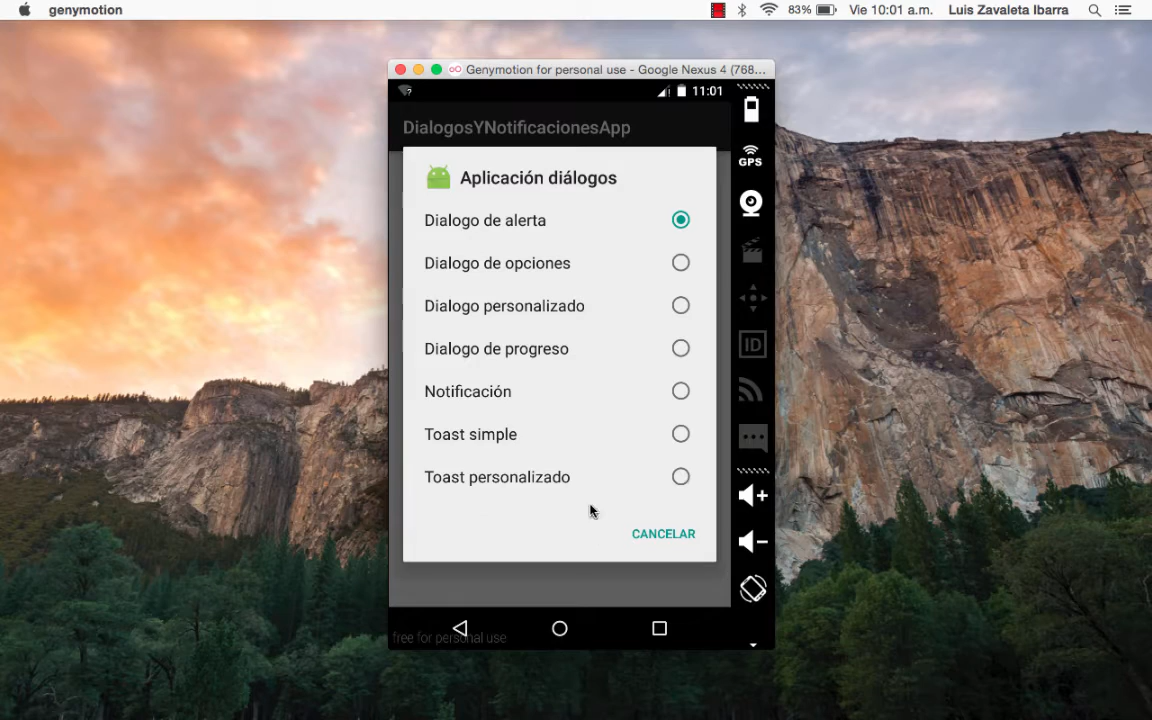 genymotion
83%
Vie 10:01 a.m.
Luis Zavaleta Ibarra
Genymotion for personal use - Google Nexus 4 (768...
11:01
DialogosYNotificacionesApp
GPS
Aplicación diálogos
Dialogo de alerta
Dialogo de opciones
Dialogo personalizado
Dialogo de progreso
ID
Notificación
Toast simple
Toast personalizado
CANCELAR
free for personal use